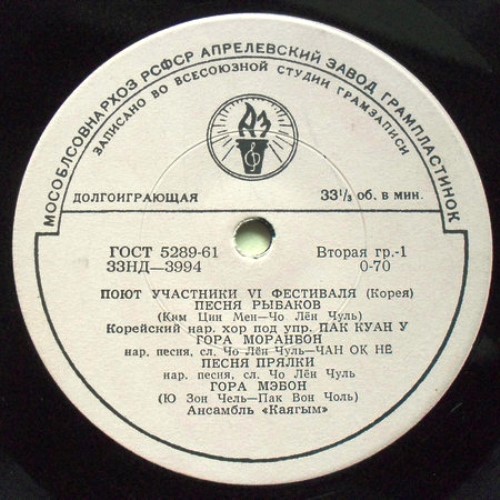 МОСОБЛСОВНАРХОЗ РСФСР АПРЕЛЕВСКИЙ ЗАВОД ГРАМПЛАСТИНОК
ЗАПИСАНО ВО ВСЕСОЮЗНОЙ СТУДИИ ГРАМЗАПИСИ
АЗ
ДОЛГОИГРАЮЩАЯ 33⅓ об. в мин.
ГОСТ 5289-61 Вторая гр.-1
33НД—3994 0-70
ПОЮТ УЧАСТНИКИ VI ФЕСТИВАЛЯ (Корея)
ПЕСНЯ РЫБАКОВ
(Ким Ции Мен—Чо Лён Чуль)
Корейский нар. хор под упр. ПАК КУАН У
ГОРА МОРАНБОН
нар. песня, сл. Чо Лён Чуль—ЧАН ОК НЕ
ПЕСНЯ ПРЯЛКИ
нар. песня, сл. Чо Лён Чуль
ГОРА МЭБОН
(Ю Зон Чель—Пак Вон Чоль)
Ансамбль «Каягым»